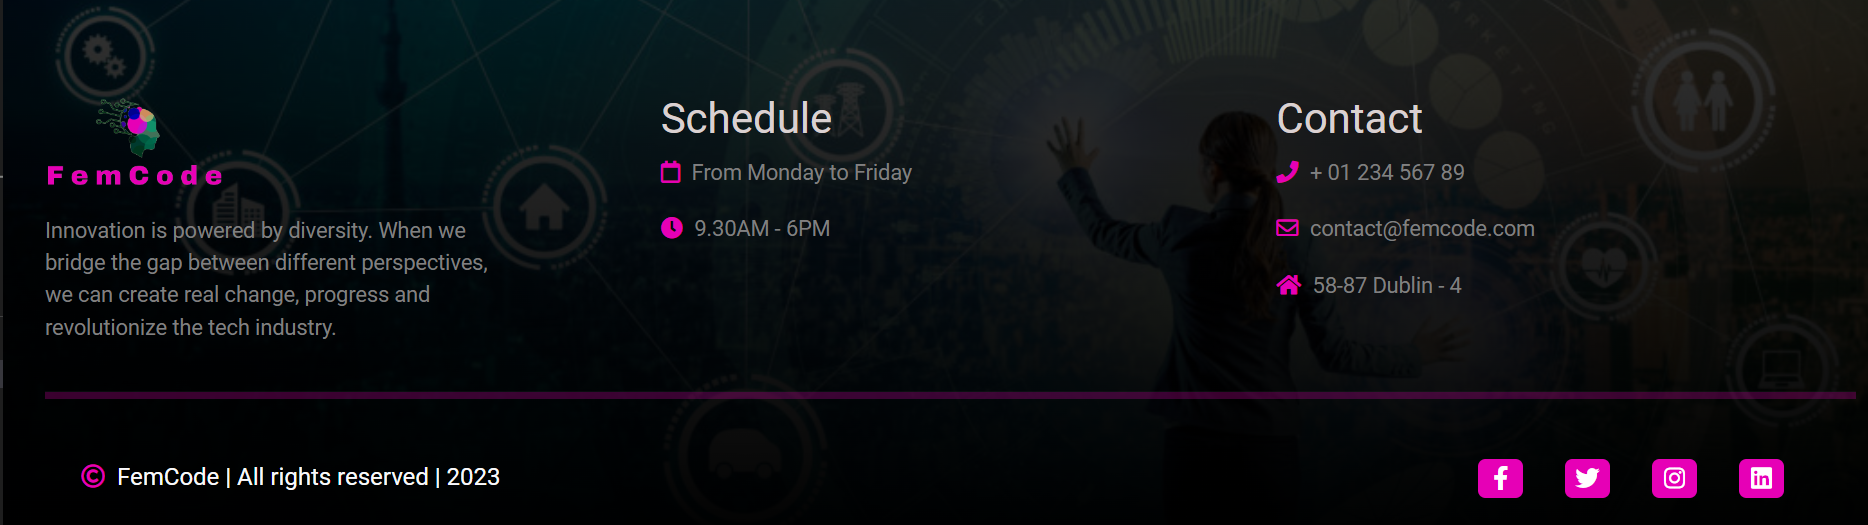 FemCode
Innovation is powered by diversity. When we
bridge the gap between different perspectives,
we can create real change, progress and
revolutionize the tech industry.
Schedule
From Monday to Friday
9.30AM - 6PM
Contact
+ 01 234 567 89
contact@femcode.com
58-87 Dublin - 4
© FemCode | All rights reserved | 2023